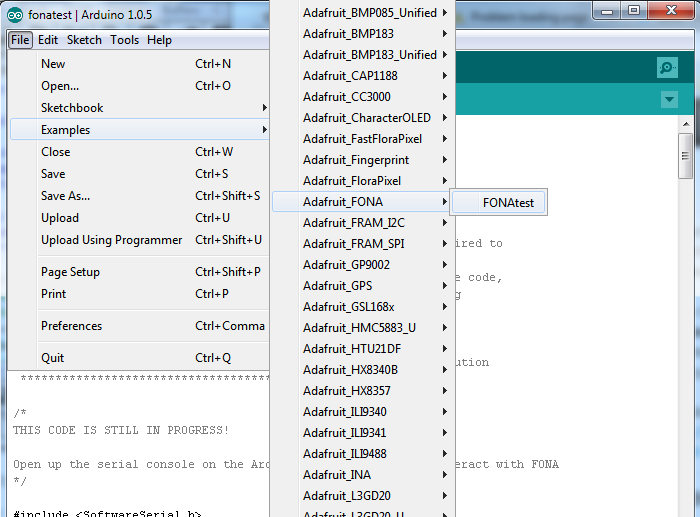 fonatest | Arduino 1.0.5
File Edit Sketch Tools Help
New Ctrl+N
Open... Ctrl+O
Sketchbook
Examples
Close Ctrl+W
Save Ctrl+S
Save As... Ctrl+Shift+S
Upload Ctrl+U
Upload Using Programmer Ctrl+Shift+U
Page Setup Ctrl+Shift+P
Print Ctrl+P
Preferences Ctrl+Comma
Quit Ctrl+Q
Adafruit_BMP085_Unified
Adafruit_BMP183
Adafruit_BMP183_Unified
Adafruit_CAP1188
Adafruit_CC3000
Adafruit_CharacterOLED
Adafruit_FastFloraPixel
Adafruit_Fingerprint
Adafruit_FloraPixel
Adafruit_FONA
Adafruit_FRAM_I2C
Adafruit_FRAM_SPI
Adafruit_GP9002
Adafruit_GPS
Adafruit_GSL168x
Adafruit_HMC5883_U
Adafruit_HTU21DF
Adafruit_HX8340B
Adafruit_HX8357
Adafruit_ILI9340
Adafruit_ILI9341
Adafruit_ILI9488
Adafruit_INA
Adafruit_L3GD20
Adafruit_L3GD20_U
FONAtest
ired to
e code,
g
ution
****************************************
/*
THIS CODE IS STILL IN PROGRESS!
Open up the serial console on the Ar eract with FONA
*/
#include <SoftwareSerial.h>